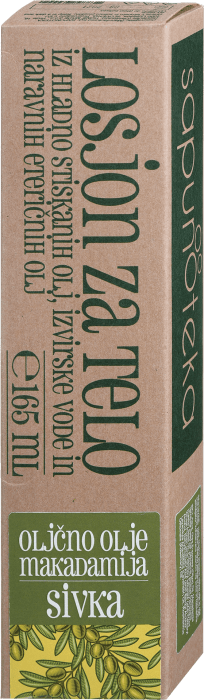 Losjon za telo
iz hladno stiskanih olj, izvirske vode in
naravnih eteričnih olj
℮165 mL
sapunoteka
oljčno olje
makadamija
sivka